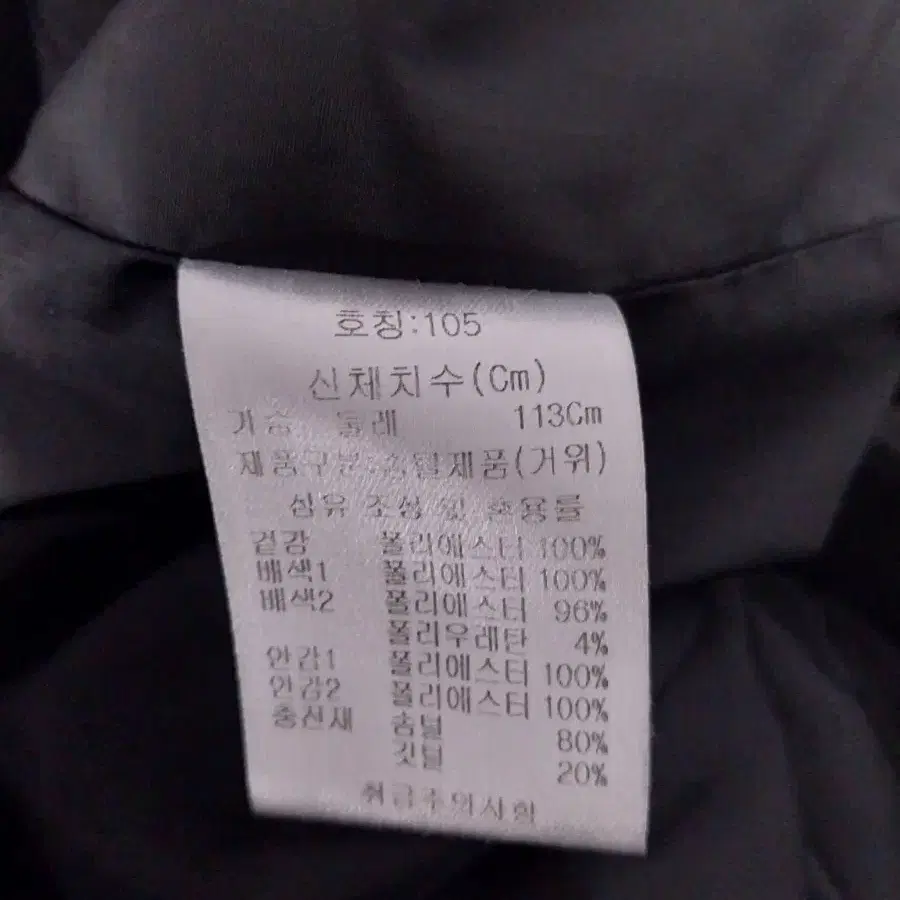 호칭:105
신체치수(Cm)
가슴 둘레 113Cm
제품구분:솜털제품(거위)
섬유 조성 및 혼용률
겉감 폴리에스터 100%
배색1 폴리에스터 100%
배색2 폴리에스터 96%
폴리우레탄 4%
안감1 폴리에스터 100%
안감2 폴리에스터 100%
충전재 솜털 80%
깃털 20%
취급주의사항